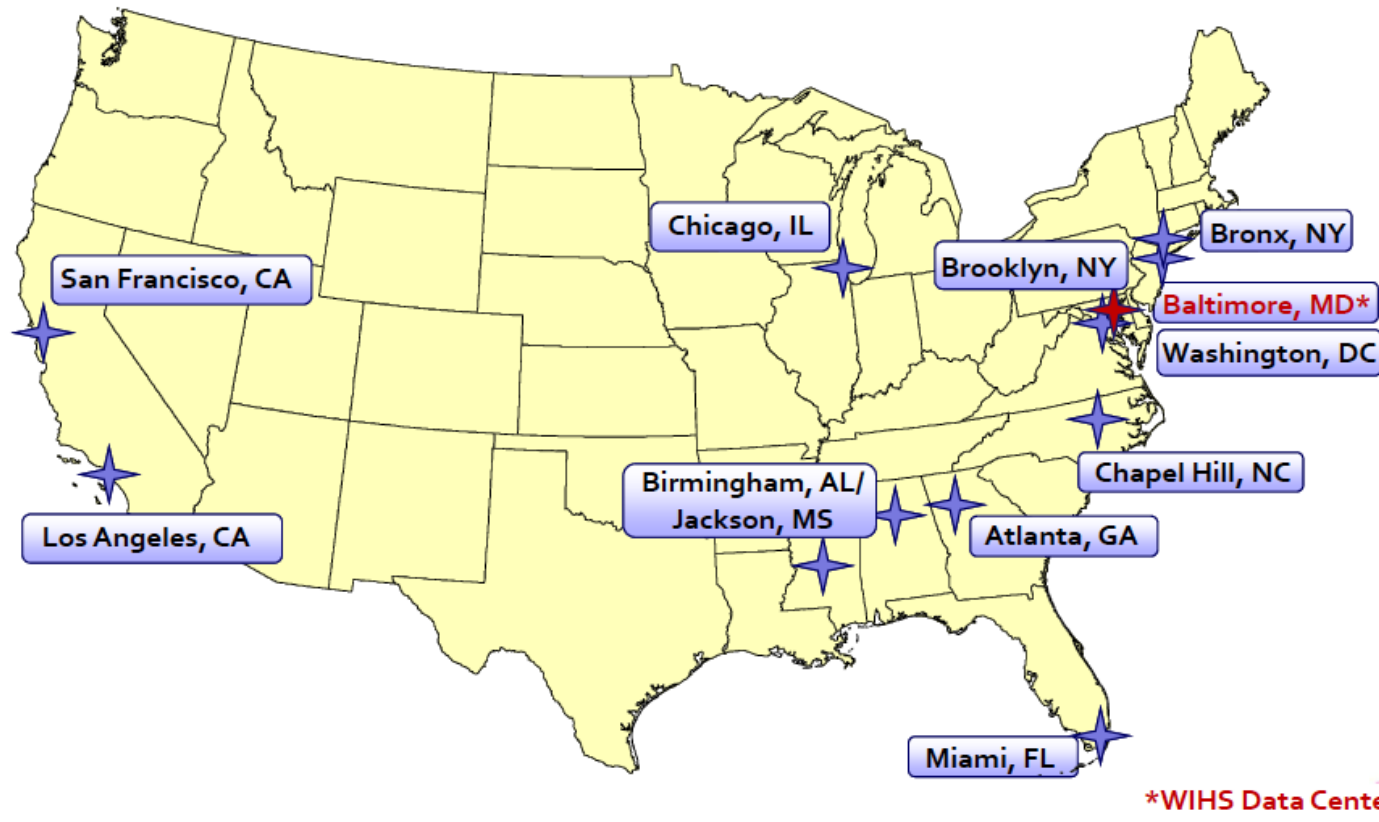 Chicago, IL
Bronx, NY
Brooklyn, NY
San Francisco, CA
Baltimore, MD*
Washington, DC
Chapel Hill, NC
Birmingham, AL/
Jackson, MS
Los Angeles, CA
Atlanta, GA
Miami, FL
*WIHS Data Cente